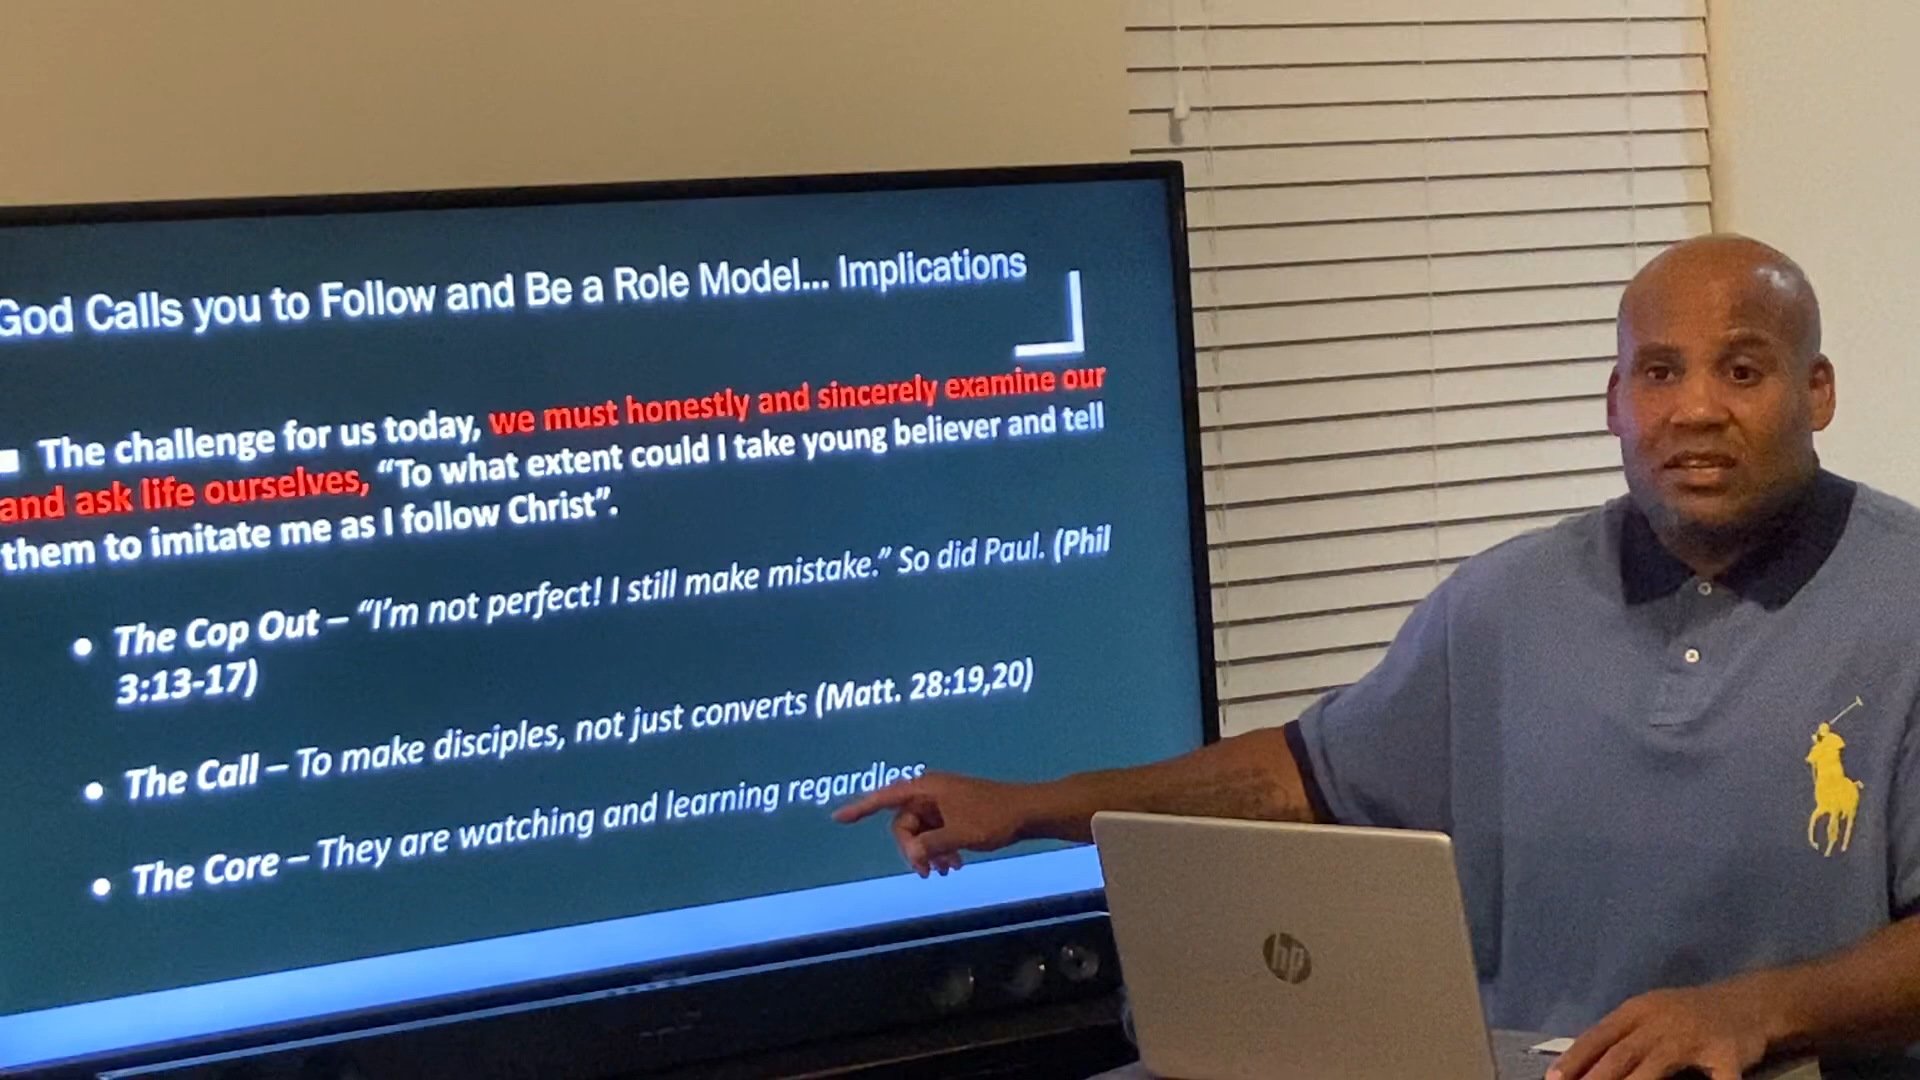 God Calls you to Follow and Be a Role Model... Implications
The challenge for us today, we must honestly and sincerely examine our
and ask life ourselves, “To what extent could I take young believer and tell
them to imitate me as I follow Christ”.
• The Cop Out – “I’m not perfect! I still make mistake.” So did Paul. (Phil
3:13-17)
• The Call – To make disciples, not just converts (Matt. 28:19,20)
• The Core – They are watching and learning regardless
hp